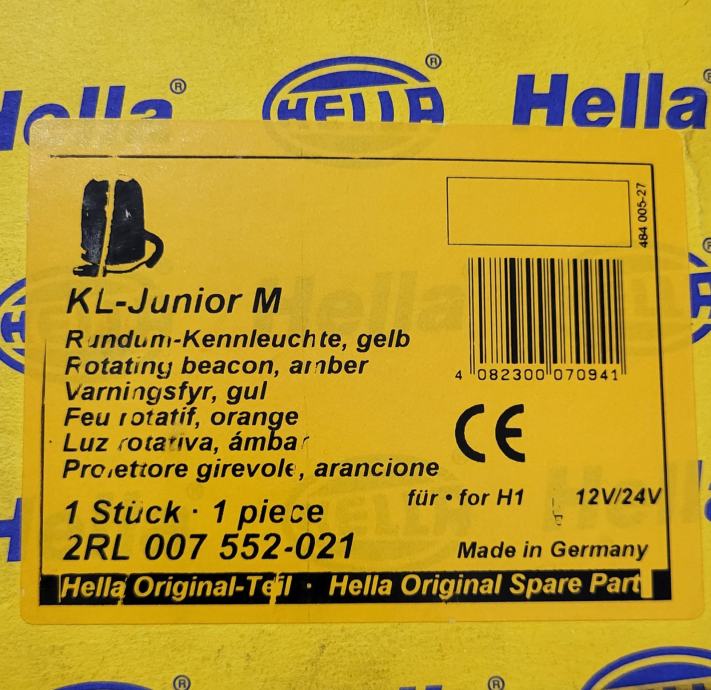 Hella®
HELLA®
Hella®
484 005-27
KL-Junior M
Rundum-Kennleuchte, gelb
Rotating beacon, amber
Varningsfyr, gul
Feu rotatif, orange
Luz rotativa, ámbar
Proiettore girevole, arancione
4 082300 070941
CE
für • for H1 12V/24V
1 Stück · 1 piece
2RL 007 552-021
Made in Germany
Hella Original-Teil · Hella Original Spare Part